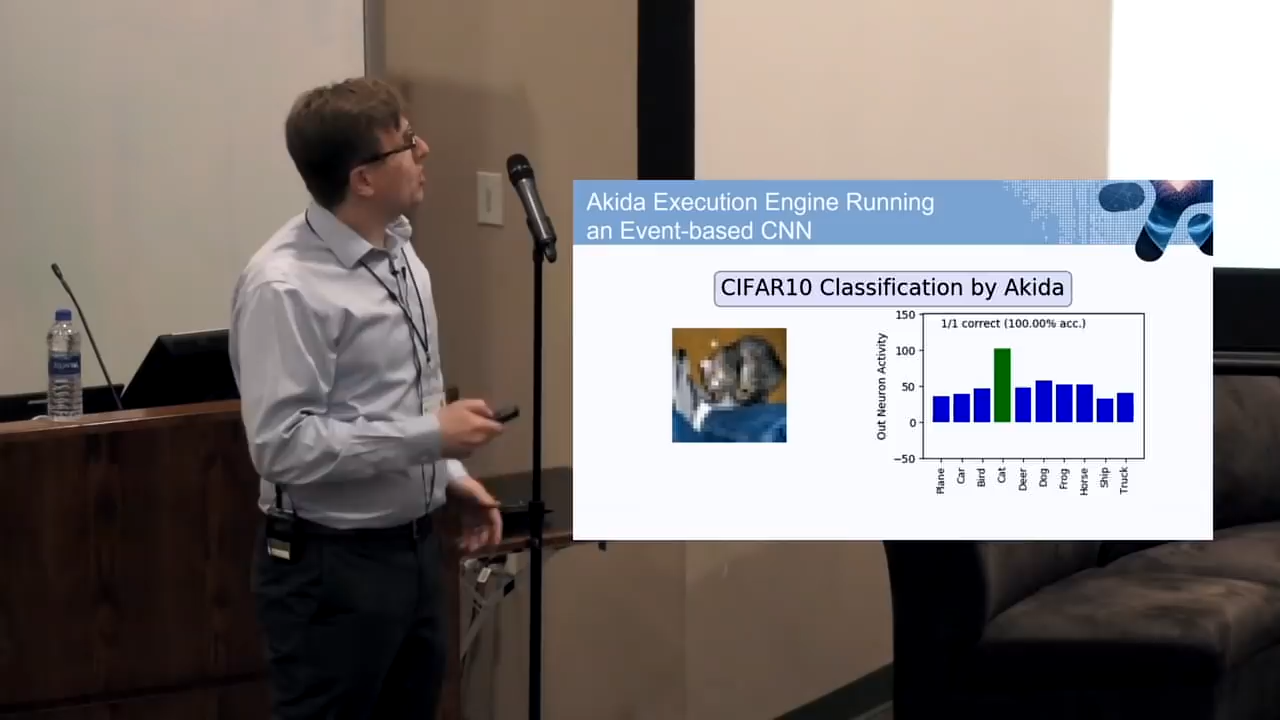 Akida Execution Engine Running
an Event-based CNN
CIFAR10 Classification by Akida
1/1 correct (100.00% acc.)
Out Neuron Activity
150
100
50
0
−50
Plane
Car
Bird
Cat
Deer
Dog
Frog
Horse
Ship
Truck